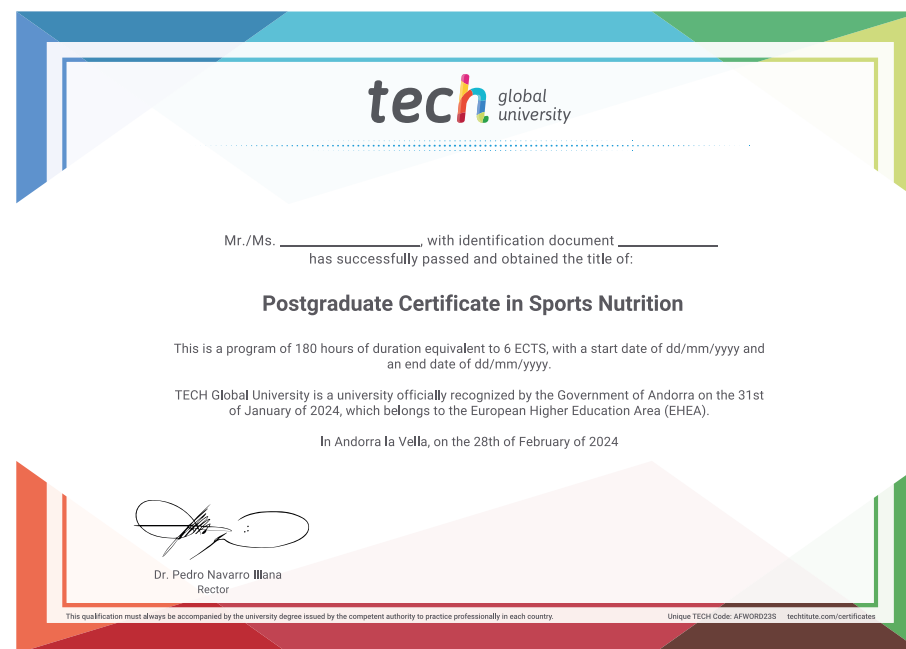 tech global
university
Mr./Ms. ____________, with identification document ____________
has successfully passed and obtained the title of:
Postgraduate Certificate in Sports Nutrition
This is a program of 180 hours of duration equivalent to 6 ECTS, with a start date of dd/mm/yyyy and
an end date of dd/mm/yyyy.
TECH Global University is a university officially recognized by the Government of Andorra on the 31st
of January of 2024, which belongs to the European Higher Education Area (EHEA).
In Andorra la Vella, on the 28th of February of 2024
Dr. Pedro Navarro Illana
Rector
This qualification must always be accompanied by the university degree issued by the competent authority to practice professionally in each country.
Unique TECH Code: AFWORD23S techtitute.com/certificates